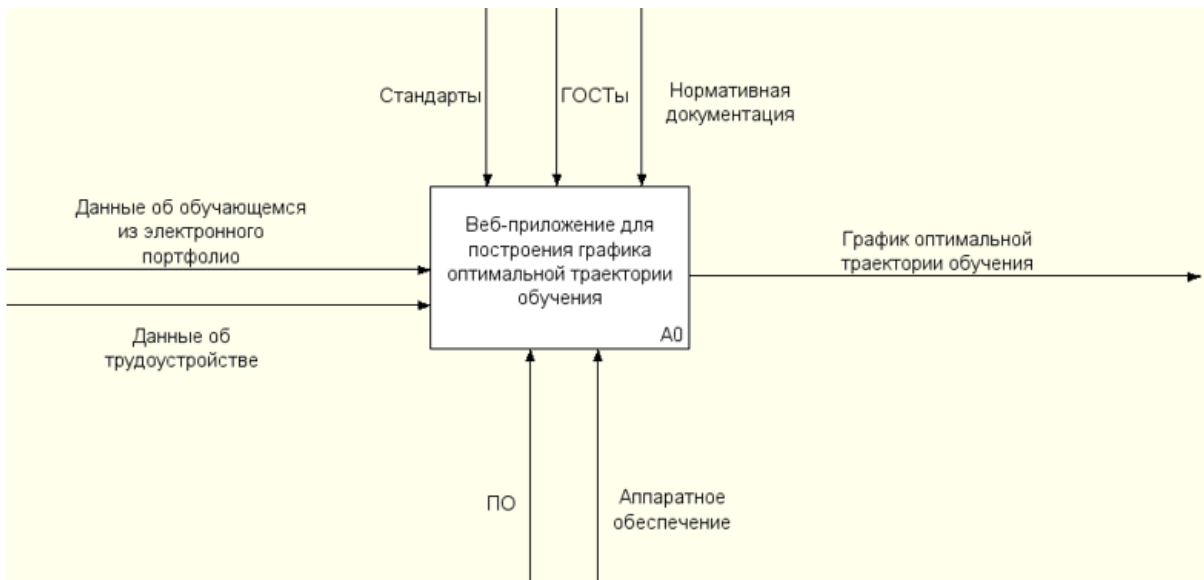 Стандарты
ГОСТы
Нормативная
документация
Данные об обучающемся
из электронного
портфолио
Данные об
трудоустройстве
Веб-приложение для
построения графика
оптимальной траектории
обучения
A0
График оптимальной
траектории обучения
ПО
Аппаратное
обеспечение